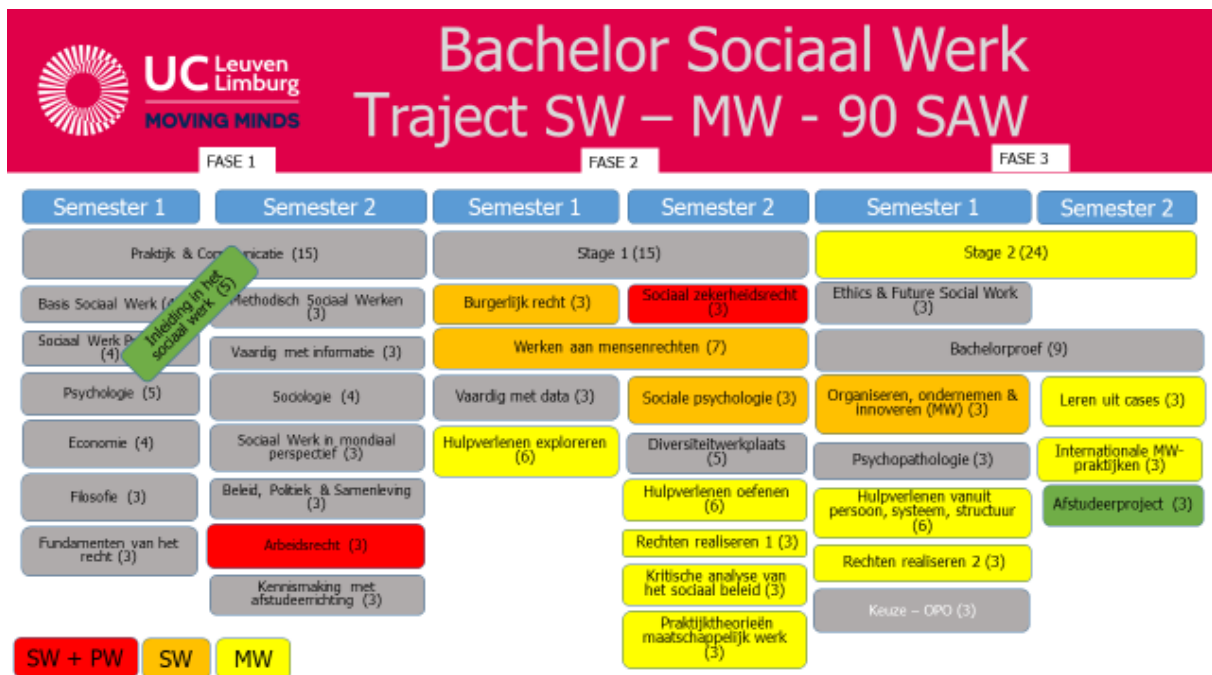 UC Leuven
Limburg
MOVING MINDS
Bachelor Sociaal Werk
Traject SW – MW - 90 SAW
FASE 1
FASE 2
FASE 3
Semester 1
Semester 2
Semester 1
Semester 2
Semester 1
Semester 2
Praktijk & Communicatie (15)
Stage 1 (15)
Stage 2 (24)
Inleiding in het
sociaal werk (5)
Basis Sociaal Werk (4
Methodisch Sociaal Werken
(3)
Burgerlijk recht (3)
Sociaal zekerheidsrecht
(3)
Ethics & Future Social Work
(3)
Sociaal Werk P
(4)
Vaardig met informatie (3)
Werken aan mensenrechten (7)
Bachelorproef (9)
Psychologie (5)
Sociologie (4)
Vaardig met data (3)
Sociale psychologie (3)
Organiseren, ondernemen &
innoveren (MW) (3)
Leren uit cases (3)
Economie (4)
Sociaal Werk in mondiaal
perspectief (3)
Hulpverlenen exploreren
(6)
Diversiteitwerkplaats
(5)
Psychopathologie (3)
Internationale MW-
praktijken (3)
Filosofie (3)
Beleid, Politiek & Samenleving
(3)
Hulpverlenen oefenen
(6)
Hulpverlenen vanuit
persoon, systeem, structuur
(6)
Afstudeerproject (3)
Fundamenten van het
recht (3)
Arbeidsrecht (3)
Rechten realiseren 1 (3)
Rechten realiseren 2 (3)
Kennismaking met
afstudeerrichting (3)
Kritische analyse van
het sociaal beleid (3)
Keuze – OPO (3)
Praktijktheorieën
maatschappelijk werk
(3)
SW + PW
SW
MW